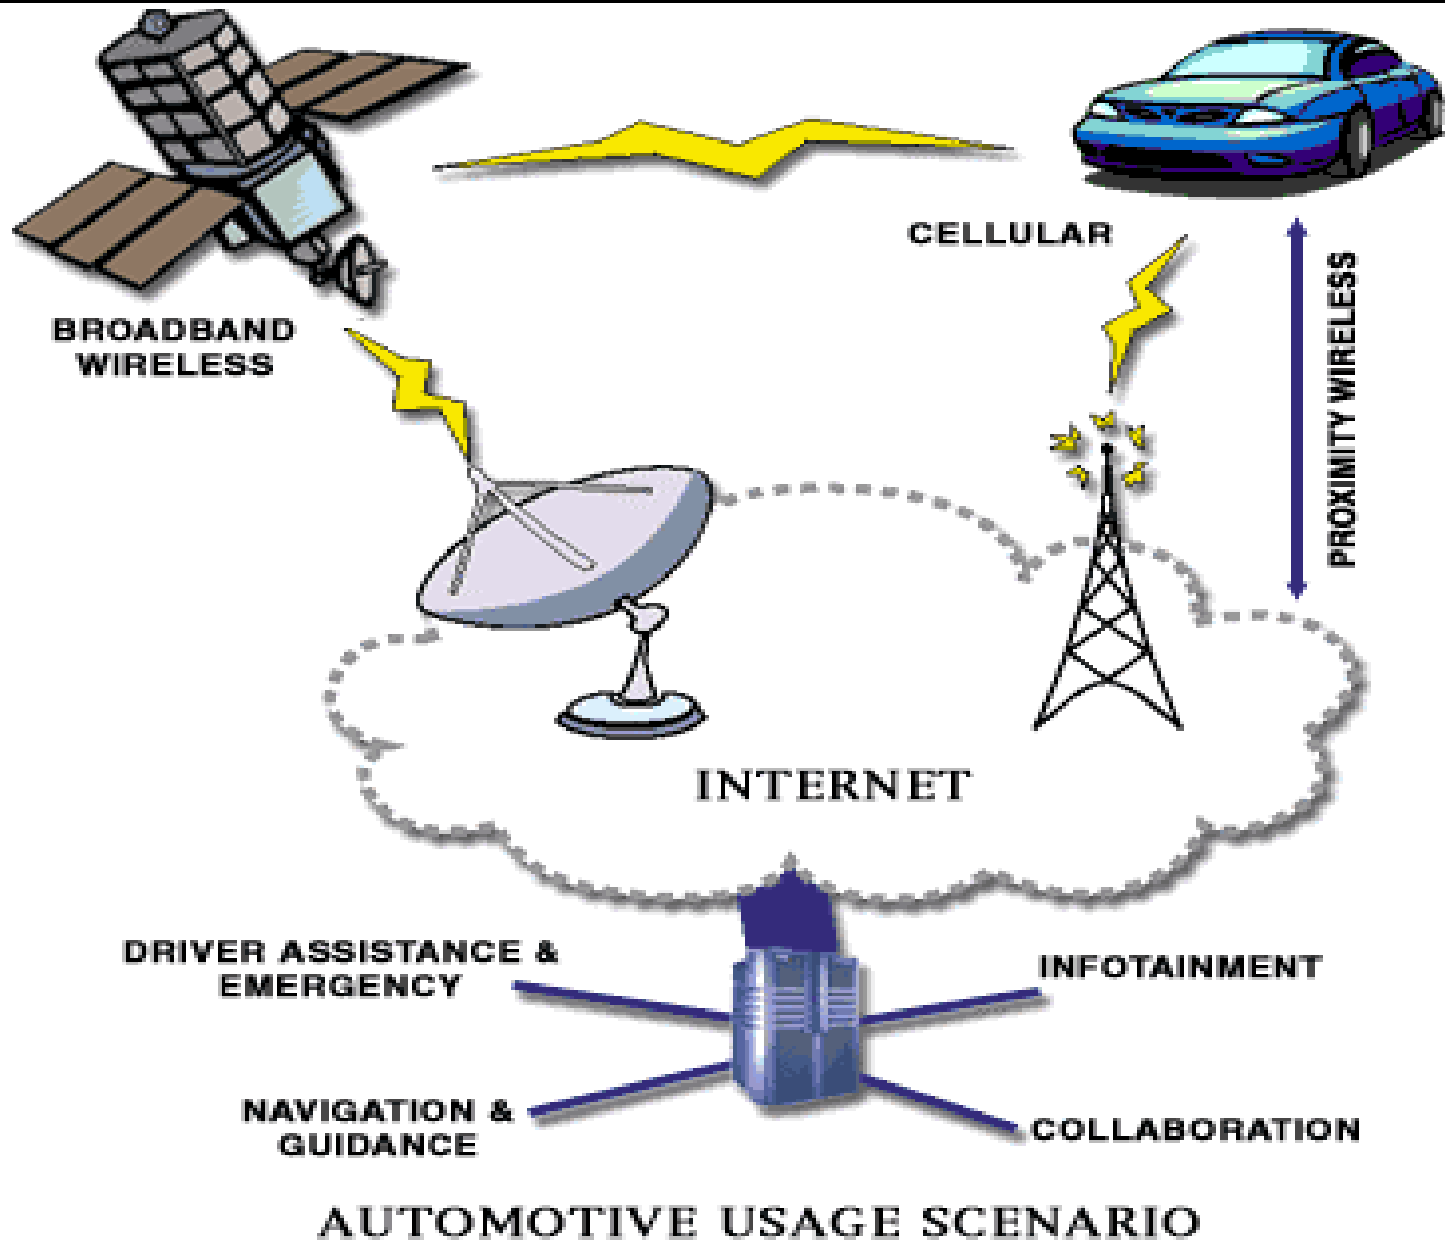 CELLULAR
BROADBAND
WIRELESS
PROXIMITY WIRELESS
INTERNET
DRIVER ASSISTANCE &
EMERGENCY
INFOTAINMENT
NAVIGATION &
GUIDANCE
COLLABORATION
AUTOMOTIVE USAGE SCENARIO